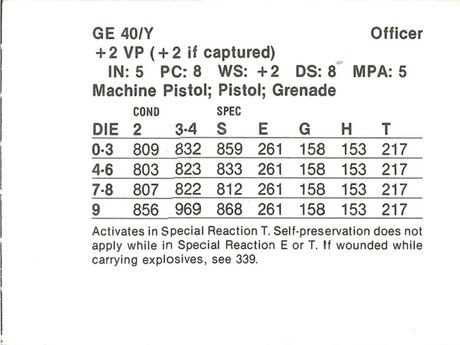 GE 40/Y Officer
+2 VP (+2 if captured)
IN: 5 PC: 8 WS: +2 DS: 8 MPA: 5
Machine Pistol; Pistol; Grenade
COND SPEC
DIE 2 3-4 S E G H T
0-3 809 832 859 261 158 153 217
4-6 803 823 833 261 158 153 217
7-8 807 822 812 261 158 153 217
9 856 969 868 261 158 153 217
Activates in Special Reaction T. Self-preservation does not
apply while in Special Reaction E or T. If wounded while
carrying explosives, see 339.